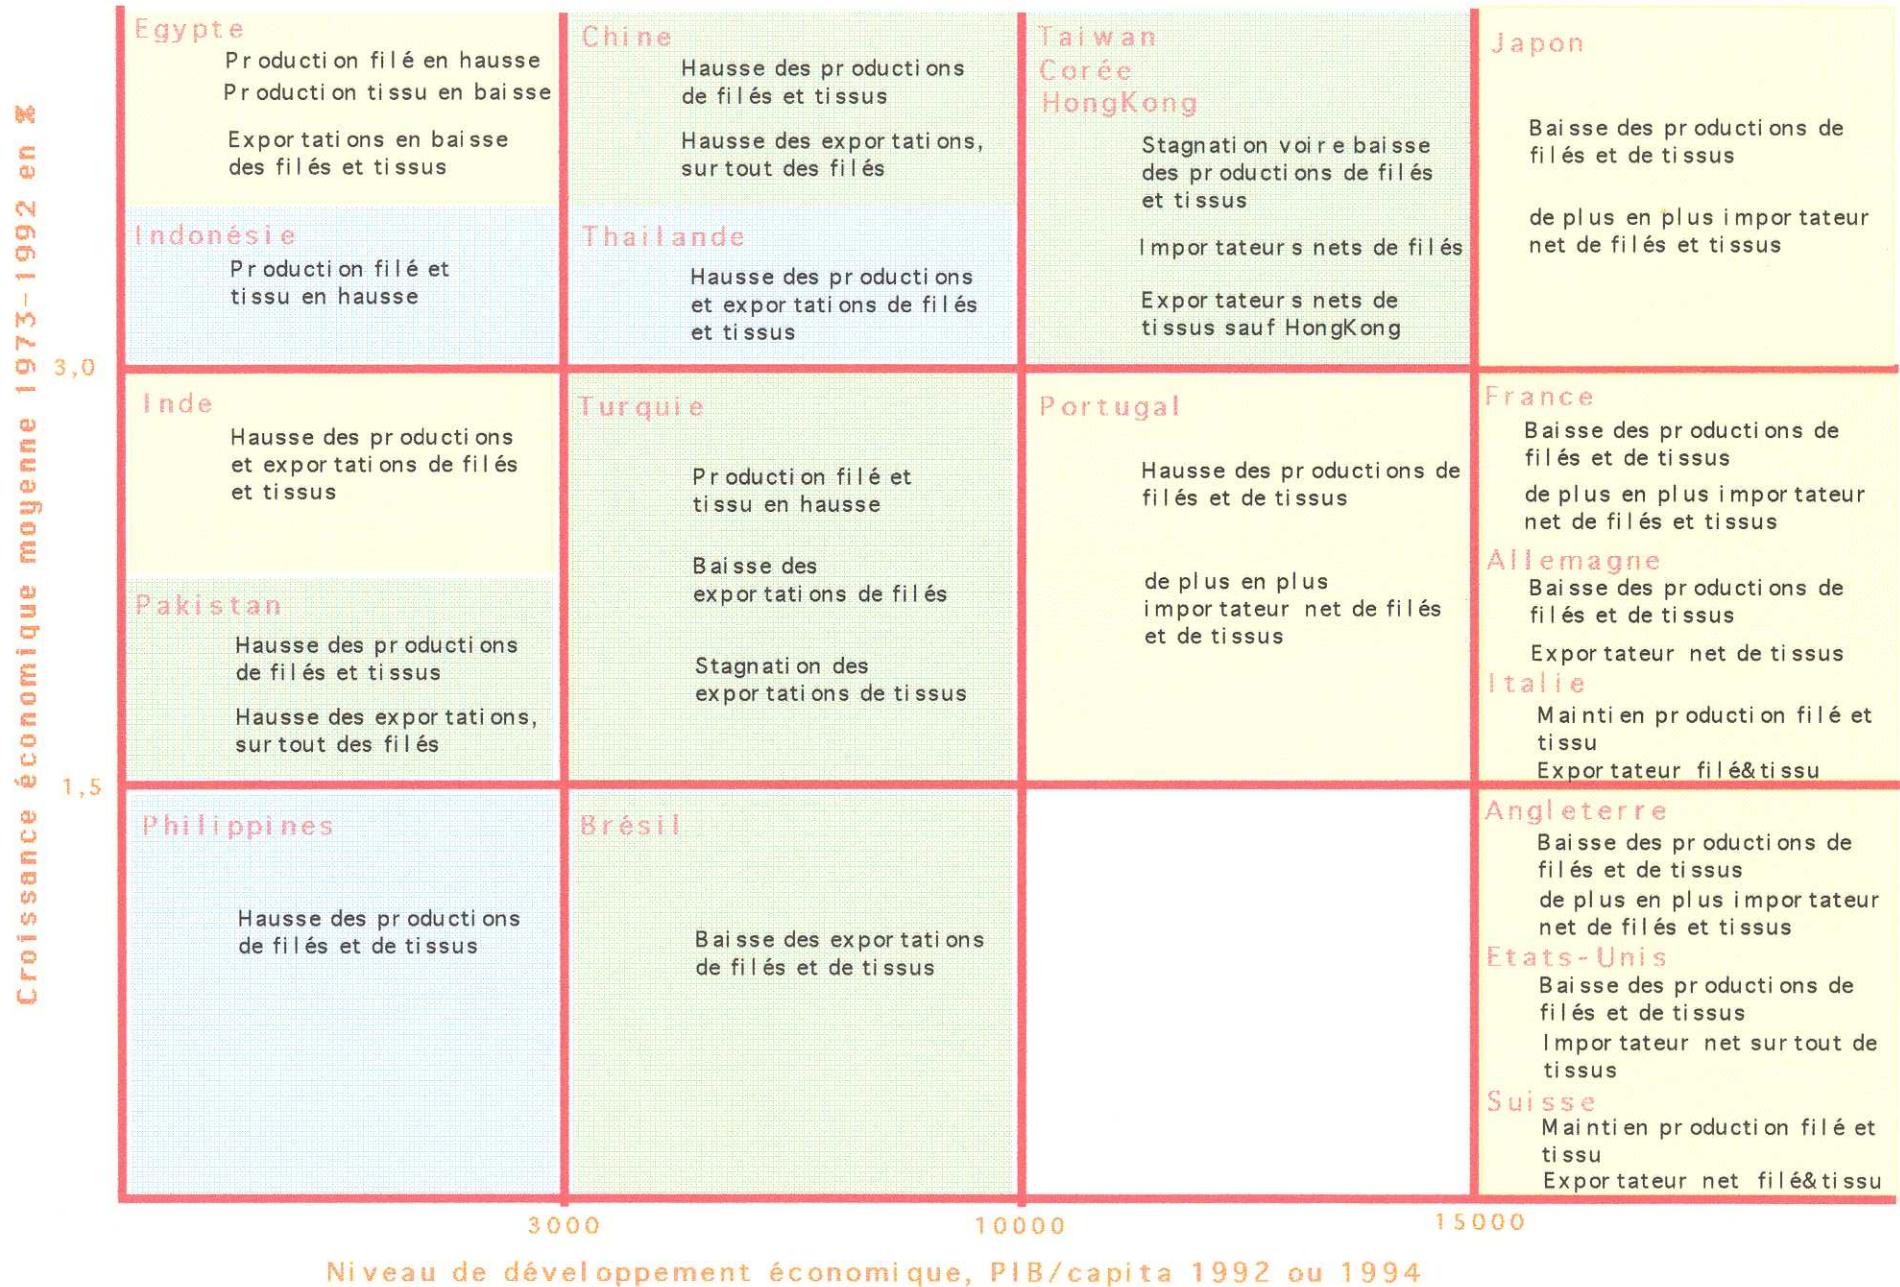 Croissance économique moyenne 1973-1992 en %
Egypte
Production filé en hausse
Production tissu en baisse
Exportations en baisse
des filés et tissus
Indonésie
Production filé et
tissu en hausse
Chine
Hausse des productions
de filés et tissus
Hausse des exportations,
surtout des filés
Thailande
Hausse des productions
et exportations de filés
et tissus
Taiwan
Corée
HongKong
Stagnation voire baisse
des productions de filés
et tissus
Importateurs nets de filés
Exportateurs nets de
tissus sauf HongKong
Japon
Baisse des productions de
filés et de tissus
de plus en plus importateur
net de filés et tissus
3,0
Inde
Hausse des productions
et exportations de filés
et tissus
Pakistan
Hausse des productions
de filés et tissus
Hausse des exportations,
surtout des filés
Turquie
Production filé et
tissu en hausse
Baisse des
exportations de filés
Stagnation des
exportations de tissus
Portugal
Hausse des productions de
filés et de tissus
de plus en plus
importateur net de filés
et de tissus
France
Baisse des productions de
filés et de tissus
de plus en plus importateur
net de filés et tissus
Allemagne
Baisse des productions de
filés et de tissus
Exportateur net de tissus
Italie
Maintien production filé et
tissu
Exportateur filé&tissu
1,5
Philippines
Hausse des productions
de filés et de tissus
Brésil
Baisse des exportations
de filés et de tissus
Angleterre
Baisse des productions de
filés et de tissus
de plus en plus importateur
net de filés et tissus
Etats-Unis
Baisse des productions de
filés et de tissus
Importateur net surtout de
tissus
Suisse
Maintien production filé et
tissu
Exportateur net filé&tissu
3000
10000
15000
Niveau de développement économique, PIB/capita 1992 ou 1994